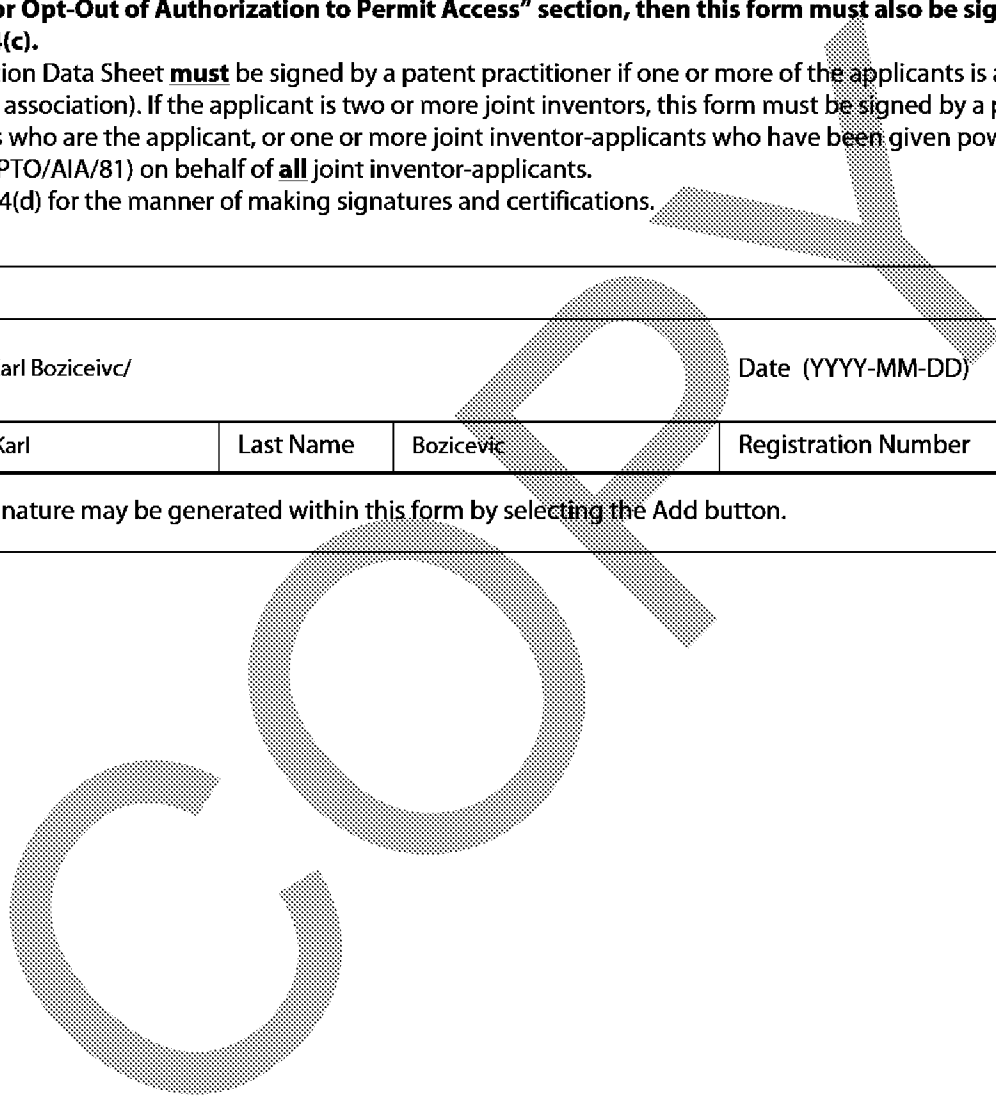 or Opt-Out of Authorization to Permit Access" section, then this form must also be sig
(c).
ion Data Sheet must be signed by a patent practitioner if one or more of the applicants is
association). If the applicant is two or more joint inventors, this form must be signed by a
s who are the applicant, or one or more joint inventor-applicants who have been given pow
PTO/AIA/81) on behalf of all joint inventor-applicants.
4(d) for the manner of making signatures and certifications.
arl Boziceivc/ Date (YYYY-MM-DD)
Karl Last Name Bozicevic Registration Number
nature may be generated within this form by selecting the Add button.
COPY